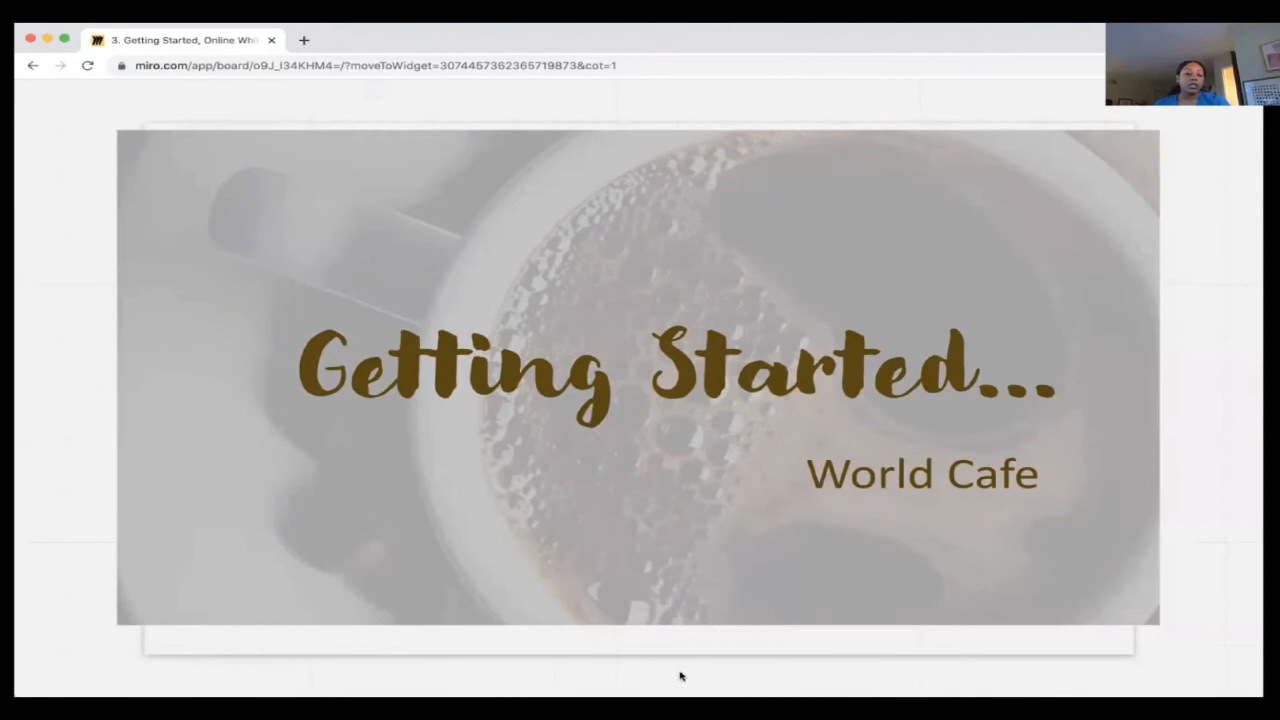 3. Getting Started, Online Whi
miro.com/app/board/o9J_l34KHM4=/?moveToWidget=3074457362365719873&cot=1
Getting Started...
World Cafe